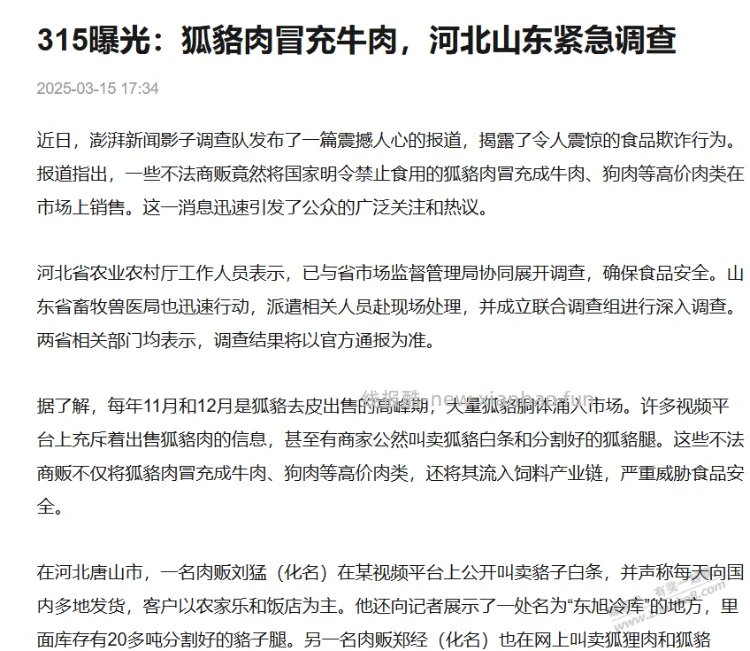 315曝光：狐貉肉冒充牛肉，河北山东紧急调查
2025-03-15 17:34
近日，澎湃新闻影子调查队发布了一篇震撼人心的报道，揭露了令人震惊的食品欺诈行为。
报道指出，一些不法商贩竟然将国家明令禁止食用的狐貉肉冒充成牛肉、狗肉等高价肉类在
市场上销售。这一消息迅速引发了公众的广泛关注和热议。
河北省农业农村厅工作人员表示，已与省市场监督管理局协同展开调查，确保食品安全。山
东省畜牧兽医局也迅速行动，派遣相关人员赴现场处理，并成立联合调查组进行深入调查。
两省相关部门均表示，调查结果将以官方通报为准。
线报酷 new.xianbao.fun
据了解，每年11月和12月是狐貉去皮出售的高峰期，大量狐貉胴体涌入市场。许多视频平
台上充斥着出售狐貉肉的信息，甚至有商家公然叫卖狐貉白条和分割好的狐貉腿。这些不法
商贩不仅将狐貉肉冒充成牛肉、狗肉等高价肉类，还将其流入饲料产业链，严重威胁食品安
全。
在河北唐山市，一名肉贩刘猛（化名）在某视频平台上公开叫卖貉子白条，并声称每天向国
内多地发货，客户以农家乐和饭店为主。他还向记者展示了一处名为“东旭冷库”的地方，里
面库存有20多吨分割好的貉子腿。另一名肉贩郑经（化名）也在网上叫卖狐狸肉和狐貉